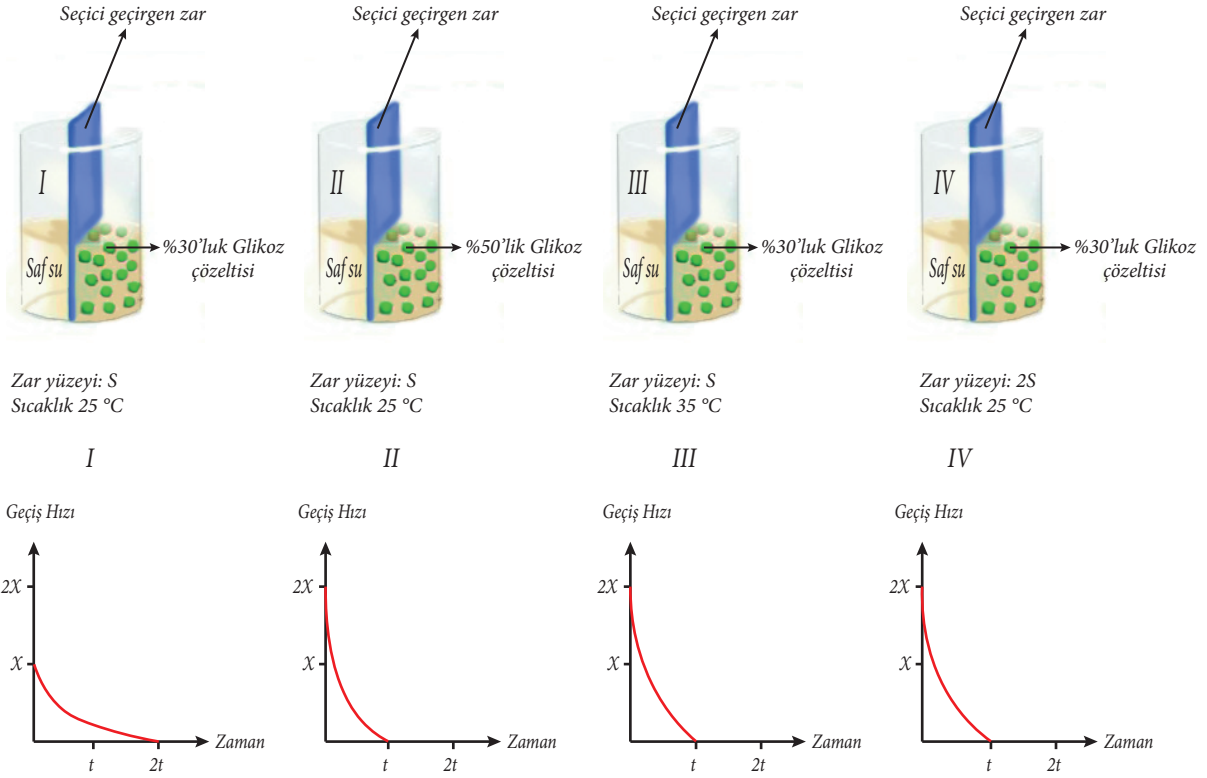 Seçici geçirgen zar
I
Saf su
%30’luk Glikoz
çözeltisi
Zar yüzeyi: S
Sıcaklık 25 °C
I
Seçici geçirgen zar
II
Saf su
%50’lik Glikoz
çözeltisi
Zar yüzeyi: S
Sıcaklık 25 °C
II
Seçici geçirgen zar
III
Saf su
%30’luk Glikoz
çözeltisi
Zar yüzeyi: S
Sıcaklık 35 °C
III
Seçici geçirgen zar
IV
Saf su
%30’luk Glikoz
çözeltisi
Zar yüzeyi: 2S
Sıcaklık 25 °C
IV
Geçiş Hızı
2X
X
t
2t
Zaman
Geçiş Hızı
2X
X
t
2t
Zaman
Geçiş Hızı
2X
X
t
2t
Zaman
Geçiş Hızı
2X
X
t
2t
Zaman